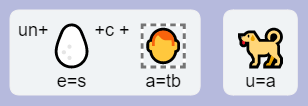 un+ +c +
e=s a=tb u=a